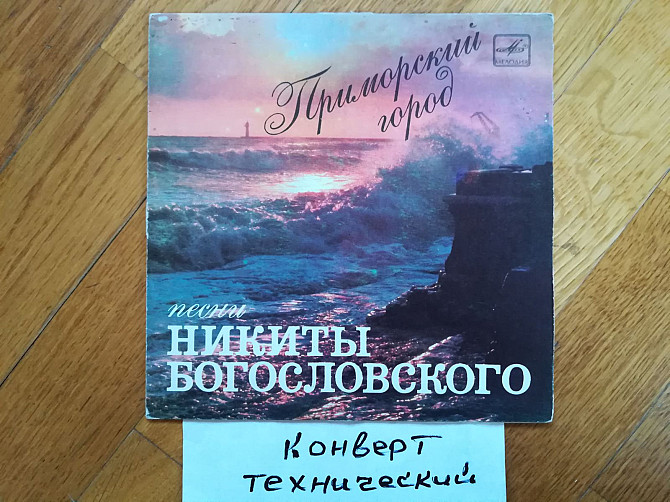 Приморский
город
МЕЛОДИЯ
песни
НИКИТЫ
БОГОСЛОВСКОГО
Конверт
технический